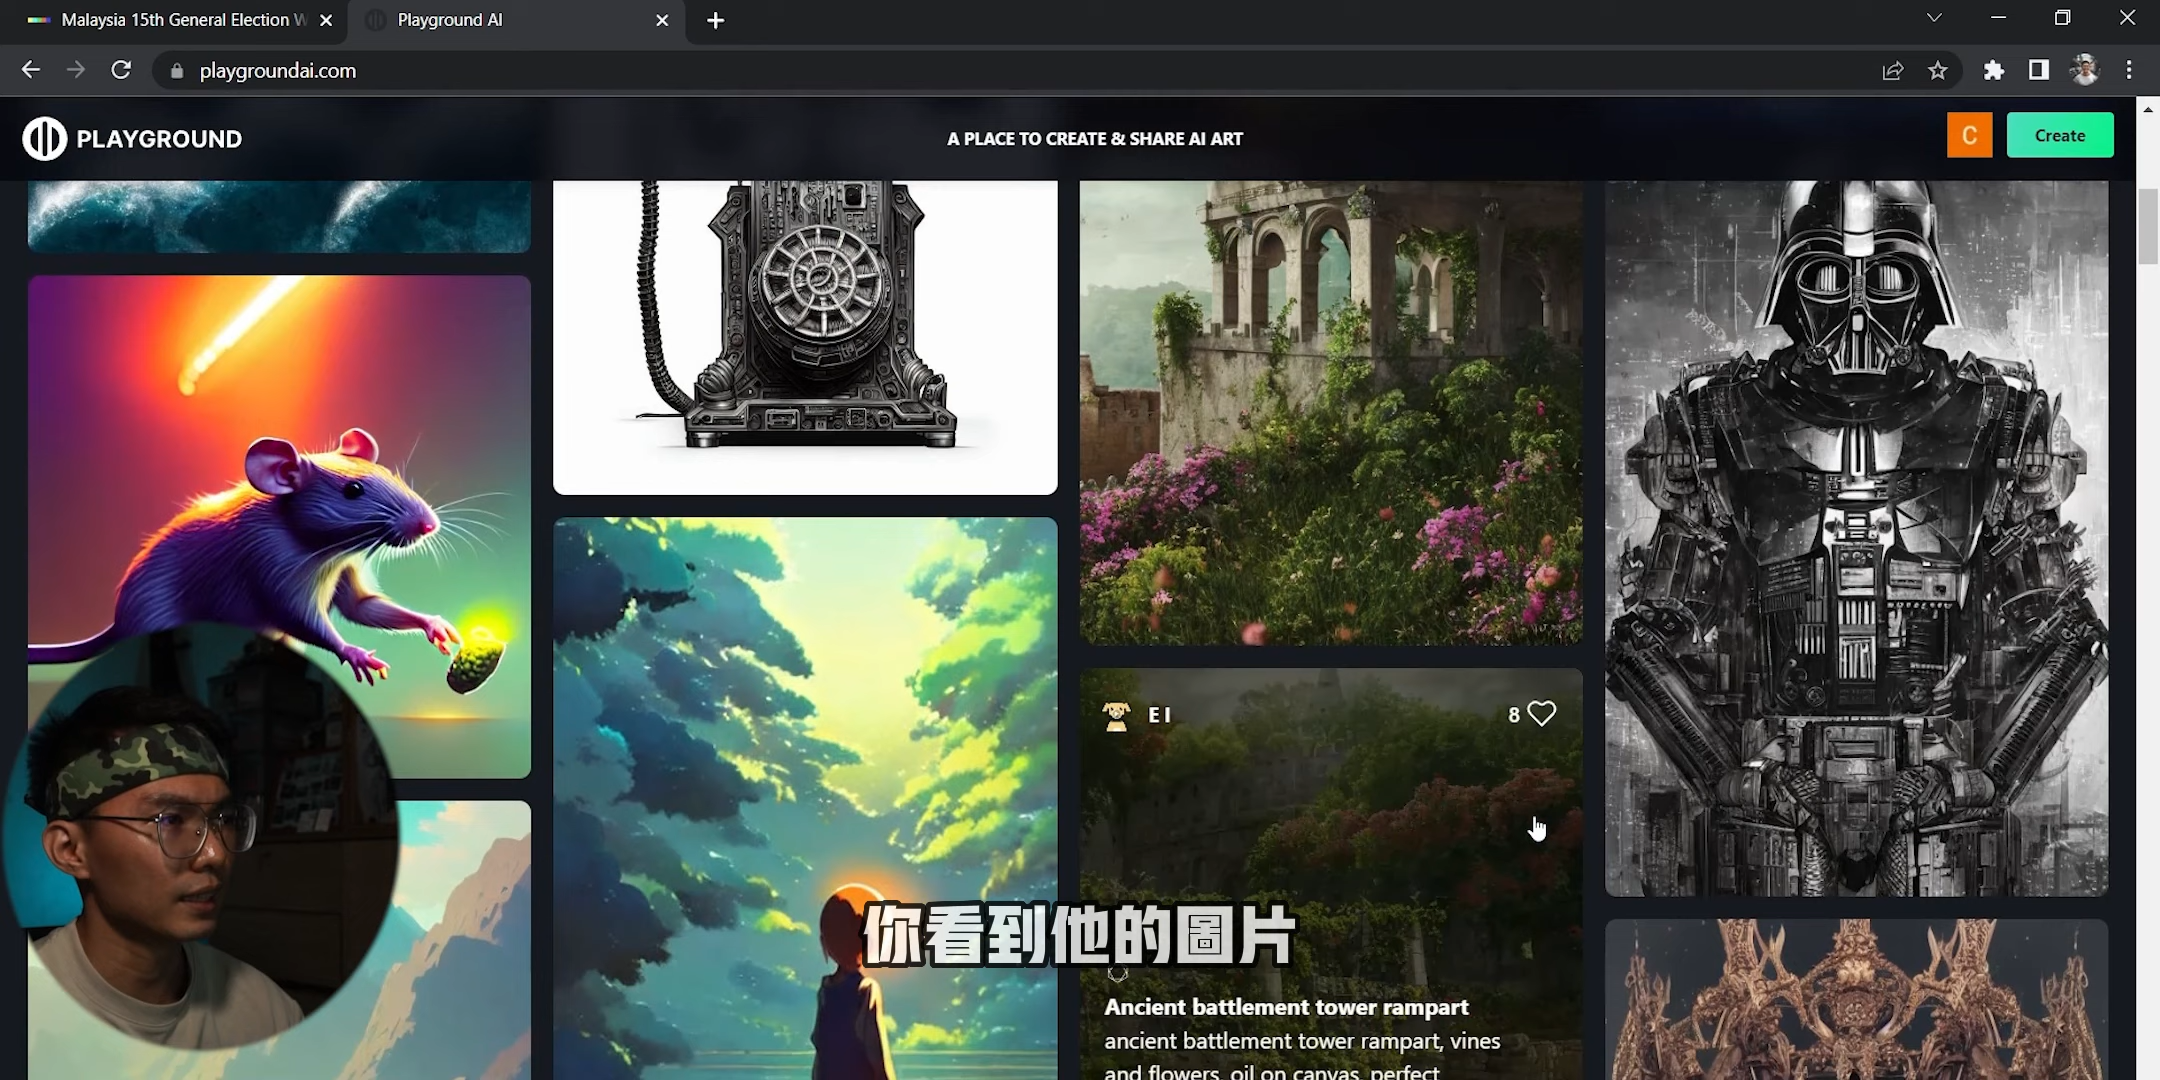 Malaysia 15th General Election W
Playground AI
playgroundai.com
PLAYGROUND
A PLACE TO CREATE & SHARE AI ART
C
Create
E I
8
你看到他的圖片
Ancient battlement tower rampart
ancient battlement tower rampart, vines
and flowers, oil on canvas, perfect